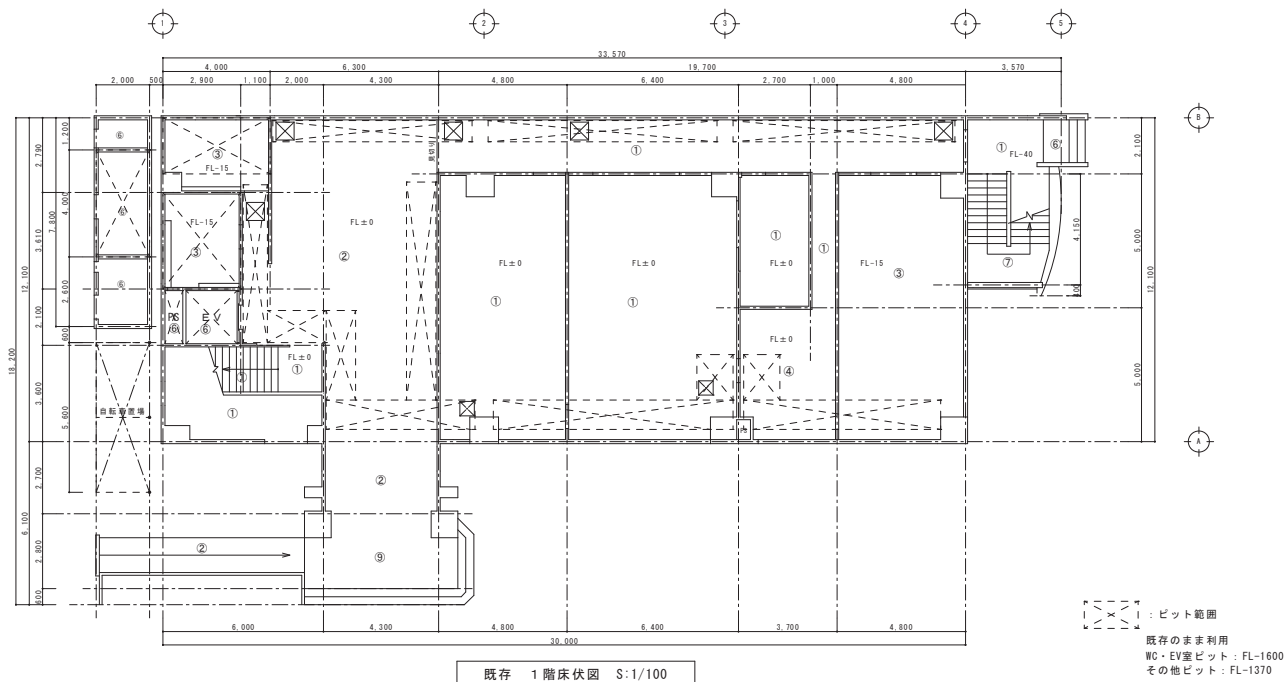 ① ② ③ ④ ⑤
33,570
4,000 6,300 19,700 3,570
2,000 500 2,900 1,100 2,000 4,300 4,800 6,400 2,700 1,000 4,800
B
A
18,200
12,100
6,100
2,790
3,610
2,100
3,600
2,700
2,800
600
7,800
1,200
4,000
2,600
600
5,600
⑥
⑥
⑥
③
FL-15
FL-15
③
PS
⑥
EV
⑥
FL±0
①
①
自転車置場
見切り
FL±0
②
①
FL±0
①
FL±0
①
①
FL±0
①
FL±0
④
PS
FL-15
③
①
FL-40
⑥
⑦
2,100
5,000
5,000
12,100
4,150
②
②
⑨
6,000 4,300 4,800 6,400 3,700 4,800
30,000
既存 1階床伏図 S:1/100
:ピット範囲
既存のまま利用
WC・EV室ピット:FL-1600
その他ピット:FL-1370